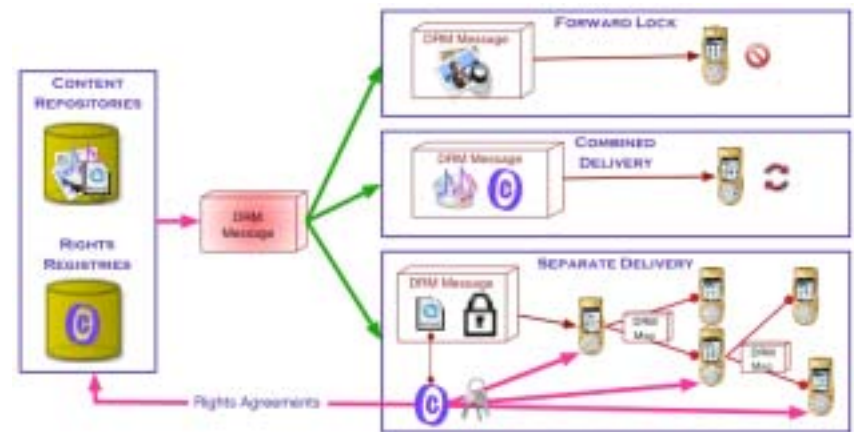 CONTENT
REPOSITORIES
RIGHTS
REGISTRIES
C
DRM
Message
FORWARD LOCK
DRM Message
COMBINED
DELIVERY
DRM Message
C
SEPARATE DELIVERY
DRM Message
DRM
Msg
DRM
Msg
C
Rights Agreements